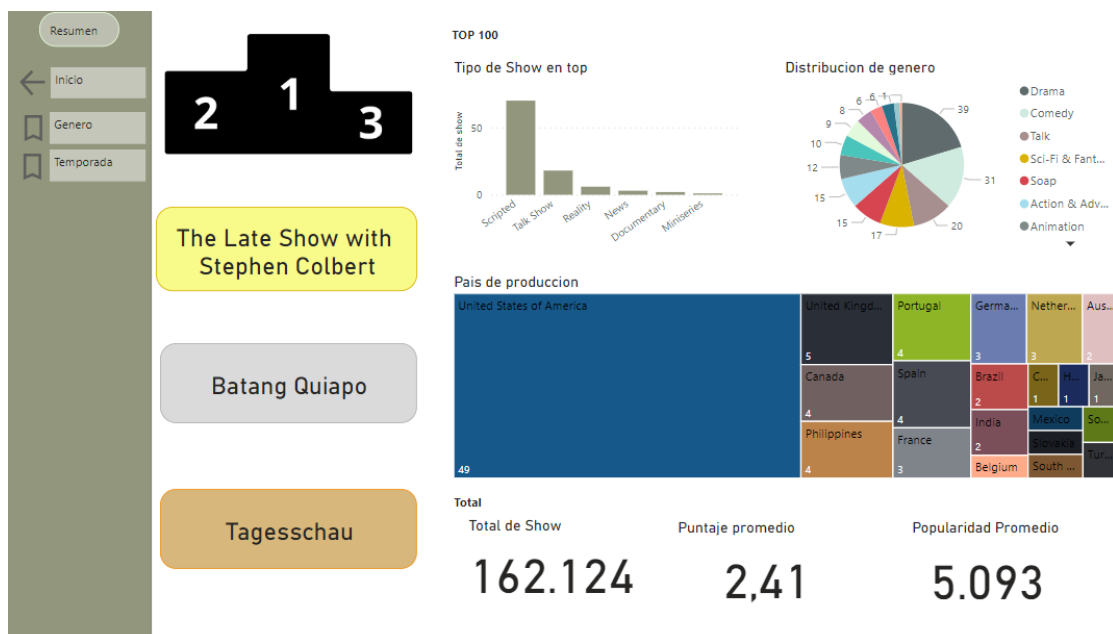 Resumen
Inicio
Genero
Temporada
2
1
3
The Late Show with
Stephen Colbert
Batang Quiapo
Tagesschau
TOP 100
Tipo de Show en top
Total de show
50
0
Scripted
Talk Show
Reality
News
Documentary
Miniseries
Distribucion de genero
39
31
20
17
15
15
12
10
9
8
6
6
1
Drama
Comedy
Talk
Sci-Fi & Fant...
Soap
Action & Adv...
Animation
Pais de produccion
United States of America
49
United Kingd...
5
Canada
4
Philippines
4
Portugal
4
Spain
4
France
3
Germa...
3
Brazil
2
India
2
Belgium
Nether...
3
C...
1
H...
1
Mexico
Slovakia
South ...
Aus...
2
Ja...
1
So...
Tur...
Total
Total de Show
162.124
Puntaje promedio
2,41
Popularidad Promedio
5.093